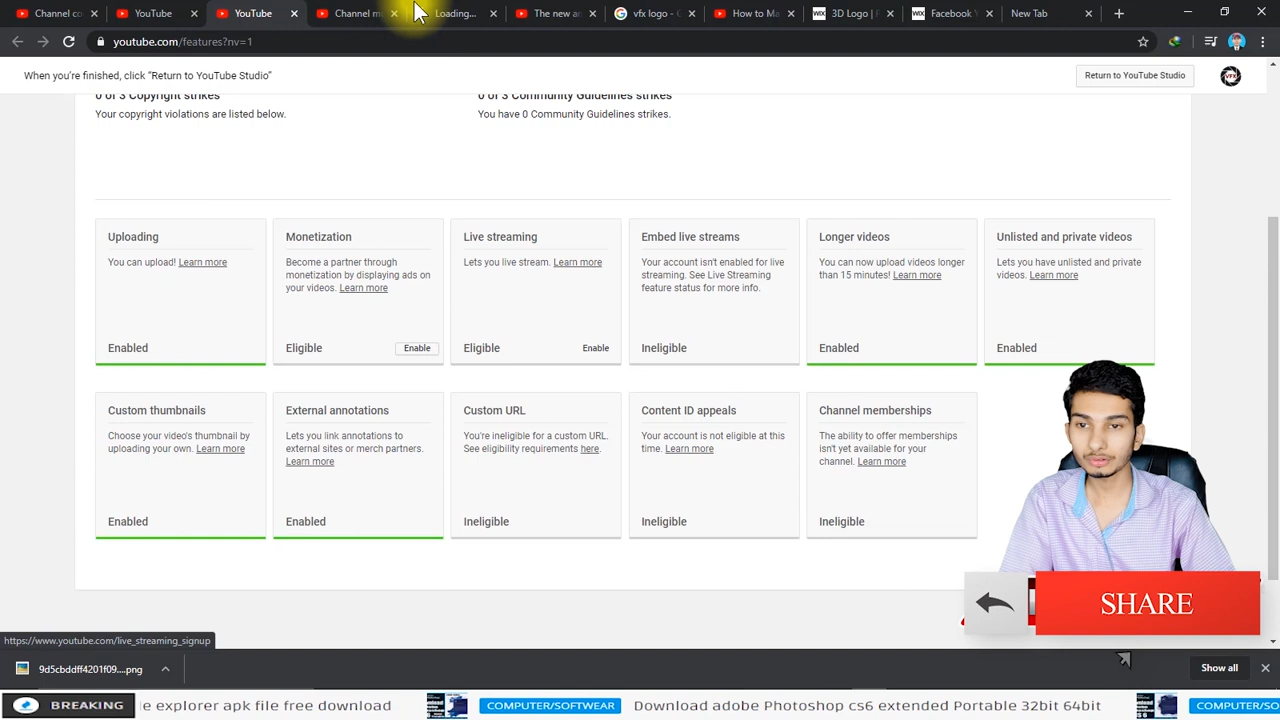 Channel co
YouTube
YouTube
Channel mo
Loading...
The new an
vfx logo - G
How to Ma
3D Logo |
Facebook
New Tab
youtube.com/features?nv=1
When you're finished, click "Return to YouTube Studio"
Return to YouTube Studio
VFX
0 of 3 Copyright strikes
0 of 3 Community Guidelines strikes
Your copyright violations are listed below.
You have 0 Community Guidelines strikes.
Uploading
You can upload! Learn more
Enabled
Monetization
Become a partner through
monetization by displaying ads on
your videos. Learn more
Eligible
Enable
Live streaming
Lets you live stream. Learn more
Eligible
Enable
Embed live streams
Your account isn't enabled for live
streaming. See Live Streaming
feature status for more info.
Ineligible
Longer videos
You can now upload videos longer
than 15 minutes! Learn more
Enabled
Unlisted and private videos
Lets you have unlisted and private
videos. Learn more
Enabled
Custom thumbnails
Choose your video's thumbnail by
uploading your own. Learn more
Enabled
External annotations
Lets you link annotations to
external sites or merch partners.
Learn more
Enabled
Custom URL
You're ineligible for a custom URL.
See eligibility requirements here.
Ineligible
Content ID appeals
Your account is not eligible at this
time. Learn more
Ineligible
Channel memberships
The ability to offer memberships
isn't yet available for your
channel. Learn more
Ineligible
SHARE
https://www.youtube.com/live_streaming_signup
9d5cbddff4201f09....png
Show all
BREAKING
le explorer apk file free download
COMPUTER/SOFTWEAR
Download adobe Photoshop cs6 extended Portable 32bit 64bit
COMPUTER/SO